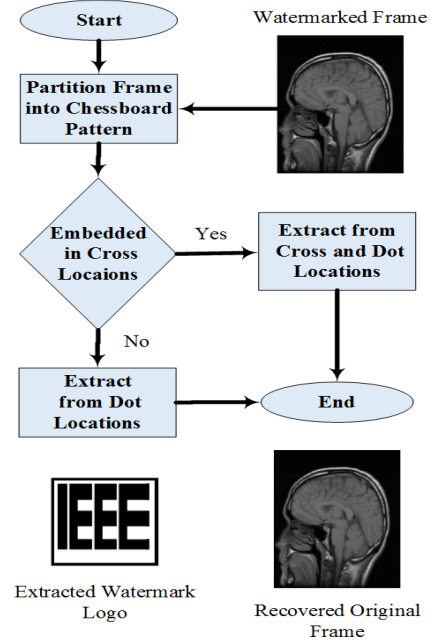 Start
Watermarked Frame
Partition Frame
into Chessboard
Pattern
Embedded
in Cross
Locaions
Yes
Extract from
Cross and Dot
Locations
No
Extract
from Dot
Locations
End
IEEE
Extracted Watermark
Logo
Recovered Original
Frame